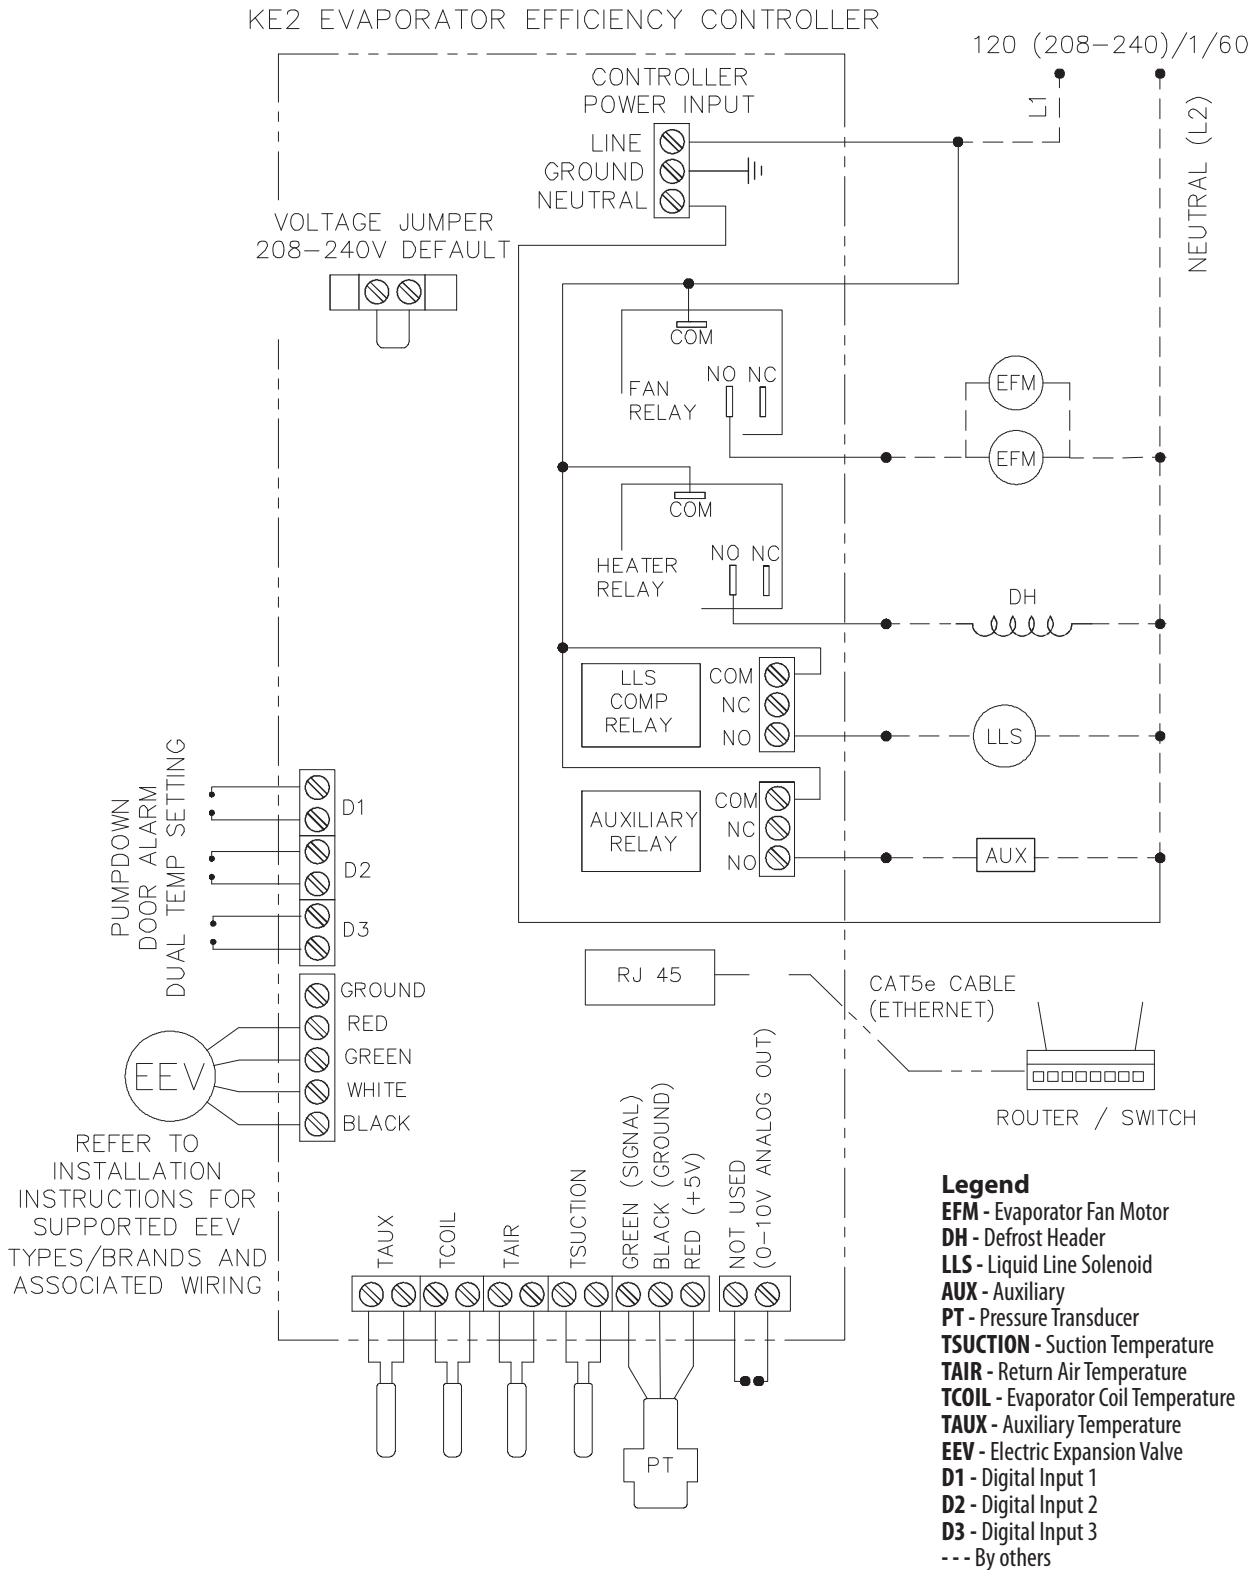 KE2 EVAPORATOR EFFICIENCY CONTROLLER
120 (208-240)/1/60
L1
NEUTRAL (L2)
CONTROLLER
POWER INPUT
LINE
GROUND
NEUTRAL
VOLTAGE JUMPER
208-240V DEFAULT
COM
NO NC
FAN
RELAY
EFM
EFM
COM
NO NC
HEATER
RELAY
DH
LLS
COMP
RELAY
COM
NC
NO
LLS
AUXILIARY
RELAY
COM
NC
NO
AUX
PUMPDOWN
DOOR ALARM
DUAL TEMP SETTING
D1
D2
D3
GROUND
RED
GREEN
WHITE
BLACK
EEV
REFER TO
INSTALLATION
INSTRUCTIONS FOR
SUPPORTED EEV
TYPES/BRANDS AND
ASSOCIATED WIRING
RJ 45
CAT5e CABLE
(ETHERNET)
ROUTER / SWITCH
TAUX
TCOIL
TAIR
TSUCTION
GREEN (SIGNAL)
BLACK (GROUND)
RED (+5V)
NOT USED
(0-10V ANALOG OUT)
PT
Legend
EFM - Evaporator Fan Motor
DH - Defrost Header
LLS - Liquid Line Solenoid
AUX - Auxiliary
PT - Pressure Transducer
TSUCTION - Suction Temperature
TAIR - Return Air Temperature
TCOIL - Evaporator Coil Temperature
TAUX - Auxiliary Temperature
EEV - Electric Expansion Valve
D1 - Digital Input 1
D2 - Digital Input 2
D3 - Digital Input 3
- - - By others